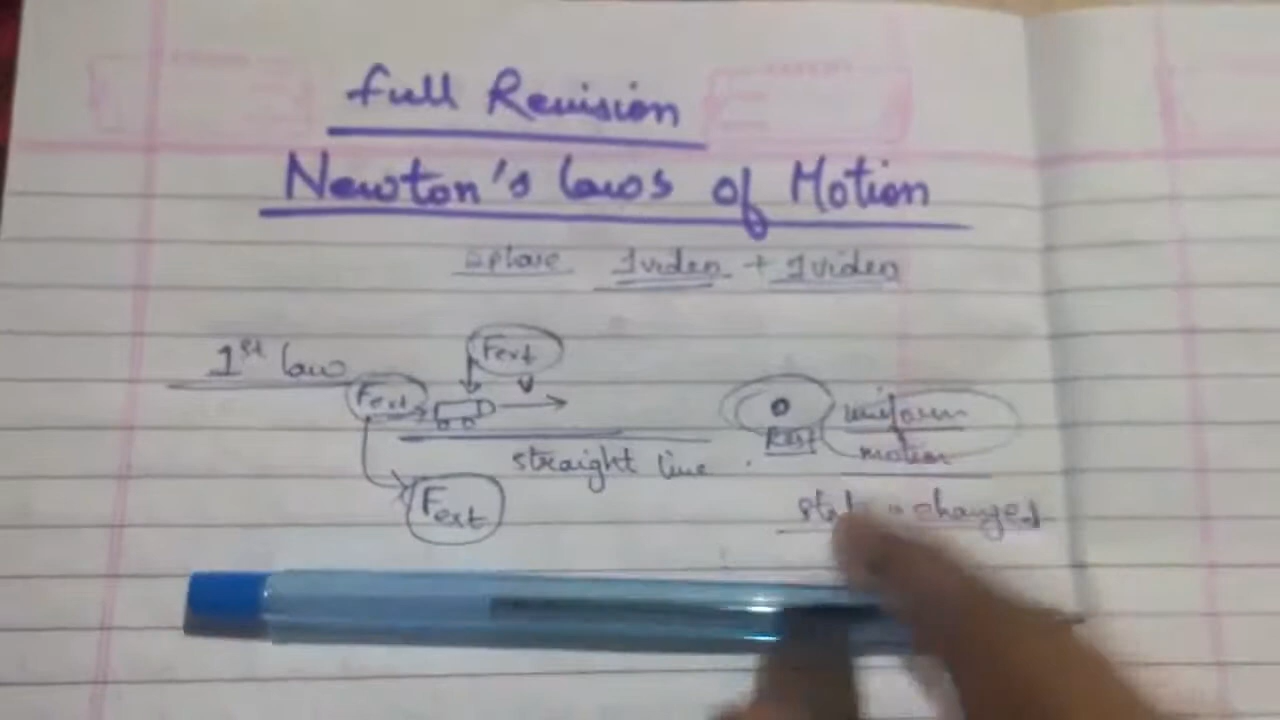 Full Revision
Newton's laws of Motion
1 video + 1 video
1st law
Fext
Fext
v
straight line
Fext
Rest
uniform
motion
changed